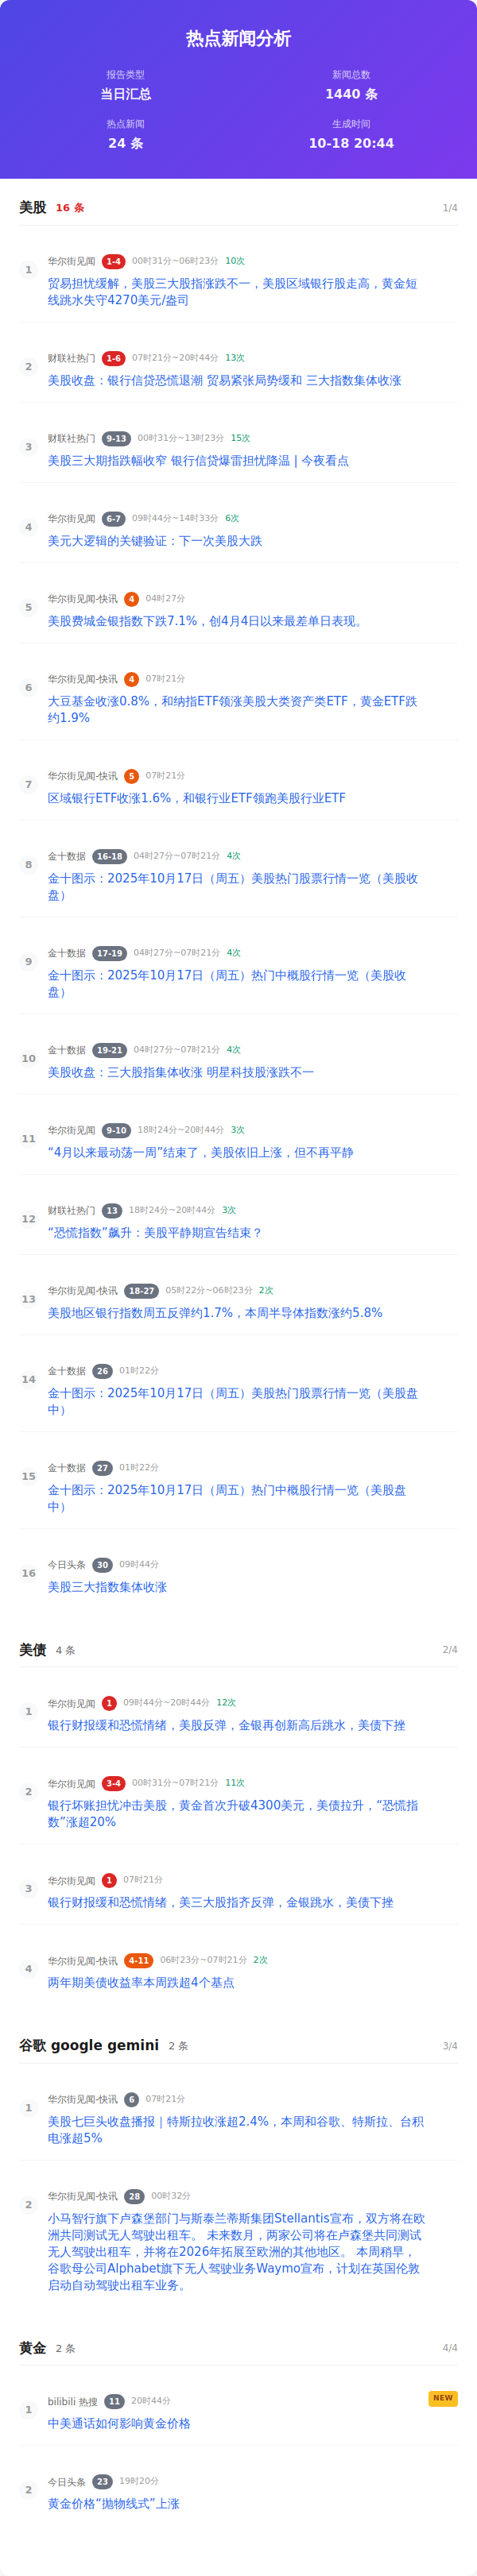 热点新闻分析
报告类型
当日汇总
新闻总数
1440 条
热点新闻
24 条
生成时间
10-18 20:44
美股 16 条 1/4
1
华尔街见闻 1-4 00时31分~06时23分 10次
贸易担忧缓解，美股三大股指涨跌不一，美股区域银行股走高，黄金短
线跳水失守4270美元/盎司
2
财联社热门 1-6 07时21分~20时44分 13次
美股收盘：银行信贷恐慌退潮 贸易紧张局势缓和 三大指数集体收涨
3
财联社热门 9-13 00时31分~13时23分 15次
美股三大期指跌幅收窄 银行信贷爆雷担忧降温 | 今夜看点
4
华尔街见闻 6-7 09时44分~14时33分 6次
美元大逻辑的关键验证：下一次美股大跌
5
华尔街见闻-快讯 4 04时27分
美股费城金银指数下跌7.1%，创4月4日以来最差单日表现。
6
华尔街见闻-快讯 4 07时21分
大豆基金收涨0.8%，和纳指ETF领涨美股大类资产类ETF，黄金ETF跌
约1.9%
7
华尔街见闻-快讯 5 07时21分
区域银行ETF收涨1.6%，和银行业ETF领跑美股行业ETF
8
金十数据 16-18 04时27分~07时21分 4次
金十图示：2025年10月17日（周五）美股热门股票行情一览（美股收
盘）
9
金十数据 17-19 04时27分~07时21分 4次
金十图示：2025年10月17日（周五）热门中概股行情一览（美股收
盘）
10
金十数据 19-21 04时27分~07时21分 4次
美股收盘：三大股指集体收涨 明星科技股涨跌不一
11
华尔街见闻 9-10 18时24分~20时44分 3次
“4月以来最动荡一周”结束了，美股依旧上涨，但不再平静
12
财联社热门 13 18时24分~20时44分 3次
“恐慌指数”飙升：美股平静期宣告结束？
13
华尔街见闻-快讯 18-27 05时22分~06时23分 2次
美股地区银行指数周五反弹约1.7%，本周半导体指数涨约5.8%
14
金十数据 26 01时22分
金十图示：2025年10月17日（周五）美股热门股票行情一览（美股盘
中）
15
金十数据 27 01时22分
金十图示：2025年10月17日（周五）热门中概股行情一览（美股盘
中）
16
今日头条 30 09时44分
美股三大指数集体收涨
美债 4 条 2/4
1
华尔街见闻 1 09时44分~20时44分 12次
银行财报缓和恐慌情绪，美股反弹，金银再创新高后跳水，美债下挫
2
华尔街见闻 3-4 00时31分~07时21分 11次
银行坏账担忧冲击美股，黄金首次升破4300美元，美债拉升，“恐慌指
数”涨超20%
3
华尔街见闻 1 07时21分
银行财报缓和恐慌情绪，美三大股指齐反弹，金银跳水，美债下挫
4
华尔街见闻-快讯 4-11 06时23分~07时21分 2次
两年期美债收益率本周跌超4个基点
谷歌 google gemini 2 条 3/4
1
华尔街见闻-快讯 6 07时21分
美股七巨头收盘播报｜特斯拉收涨超2.4%，本周和谷歌、特斯拉、台积
电涨超5%
2
华尔街见闻-快讯 28 00时32分
小马智行旗下卢森堡部门与斯泰兰蒂斯集团Stellantis宣布，双方将在欧
洲共同测试无人驾驶出租车。 未来数月，两家公司将在卢森堡共同测试
无人驾驶出租车，并将在2026年拓展至欧洲的其他地区。 本周稍早，
谷歌母公司Alphabet旗下无人驾驶业务Waymo宣布，计划在英国伦敦
启动自动驾驶出租车业务。
黄金 2 条 4/4
1
bilibili 热搜 11 20时44分 NEW
中美通话如何影响黄金价格
2
今日头条 23 19时20分
黄金价格“抛物线式”上涨